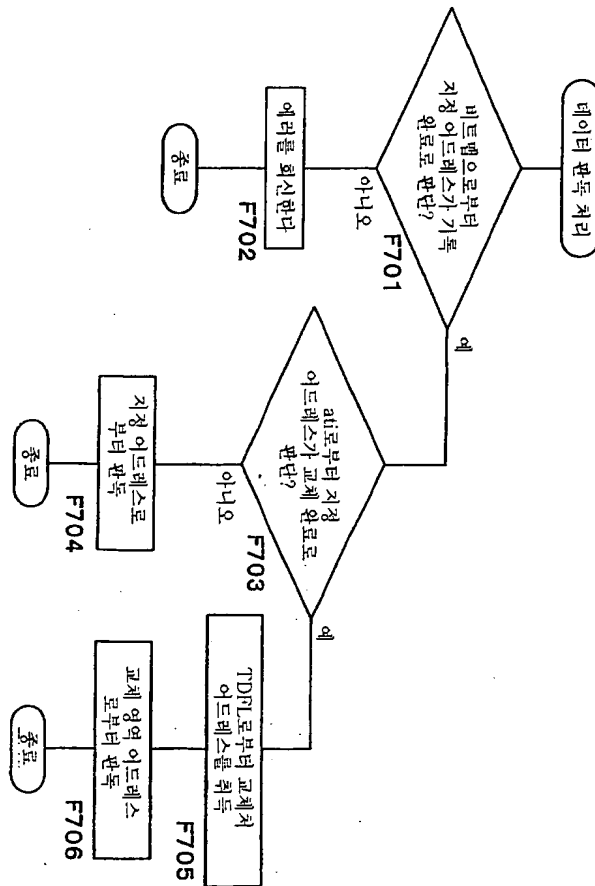 데이터 판독 처리
비트맵으로부터
지정 어드레스가 기록
완료로 판단?
F701
예
아니오
에러를 회신한다
F702
종료
ati로부터 지정
어드레스가 교체 완료로
판단?
F703
예
아니오
지정 어드레스로
부터 판독
F704
종료
TDFL로부터 교체처
어드레스를 취득
F705
교체 영역 어드레스
로부터 판독
F706
종료